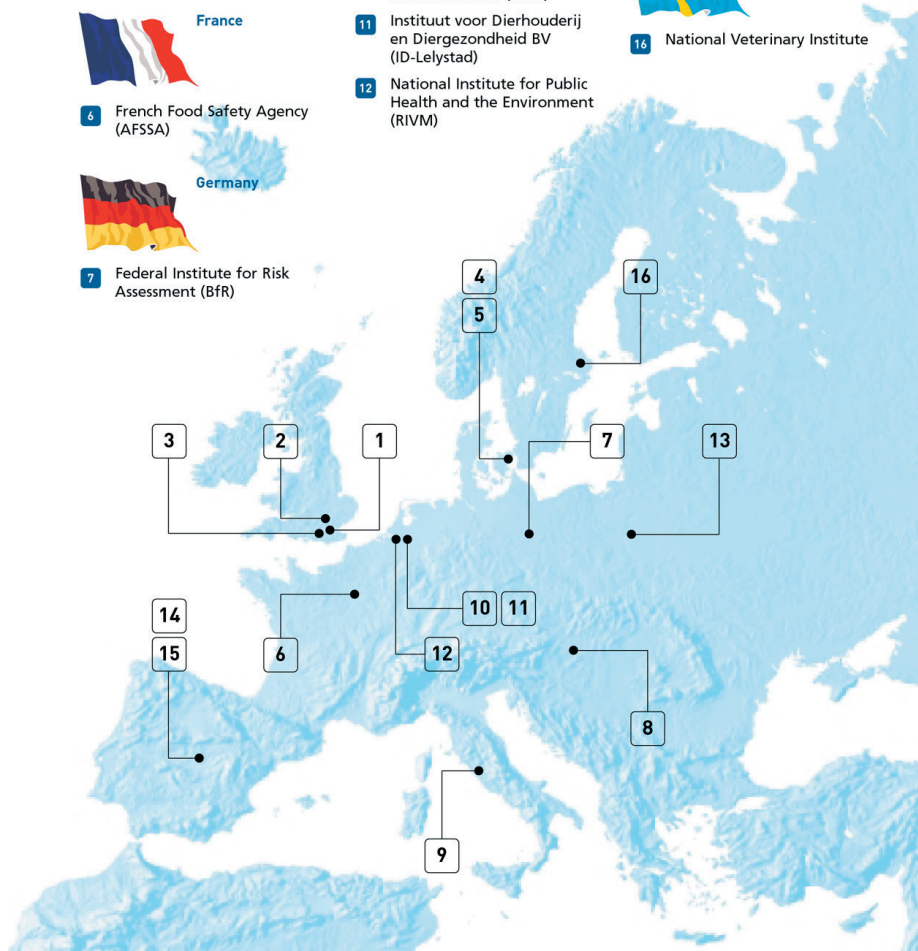 France
6 French Food Safety Agency
(AFSSA)
Germany
7 Federal Institute for Risk
Assessment (BfR)
11 Instituut voor Dierhouderij
en Diergezondheid BV
(ID-Lelystad)
12 National Institute for Public
Health and the Environment
(RIVM)
16 National Veterinary Institute
4
16
5
3
2
1
7
13
14
10
11
15
6
12
8
9